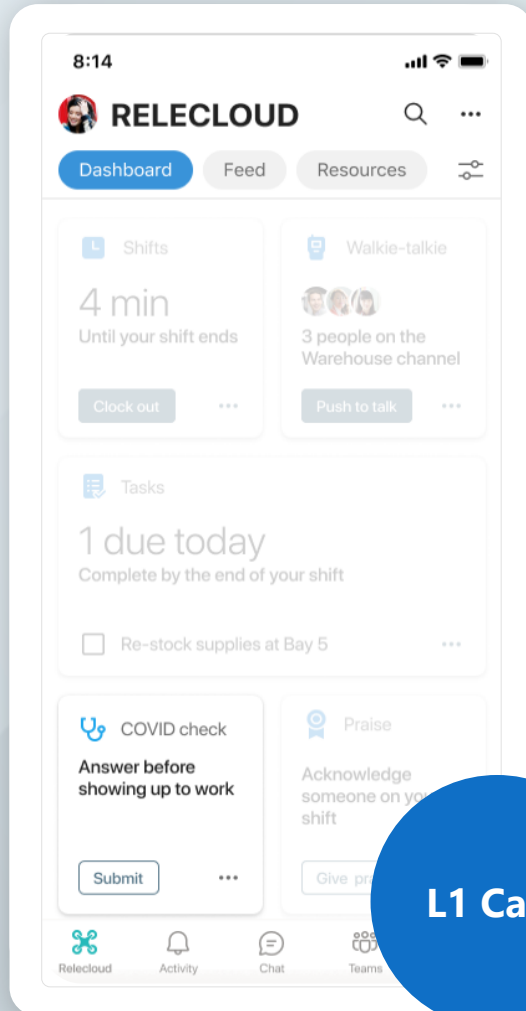 8:14
RELECLOUD
Dashboard
Feed
Resources
Shifts
4 min
Until your shift ends
Clock out
Walkie-talkie
3 people on the
Warehouse channel
Push to talk
Tasks
1 due today
Complete by the end of your shift
Re-stock supplies at Bay 5
COVID check
Answer before
showing up to work
Submit
Praise
Acknowledge
someone on
shift
Give
L1
Relecloud
Activity
Chat
Teams